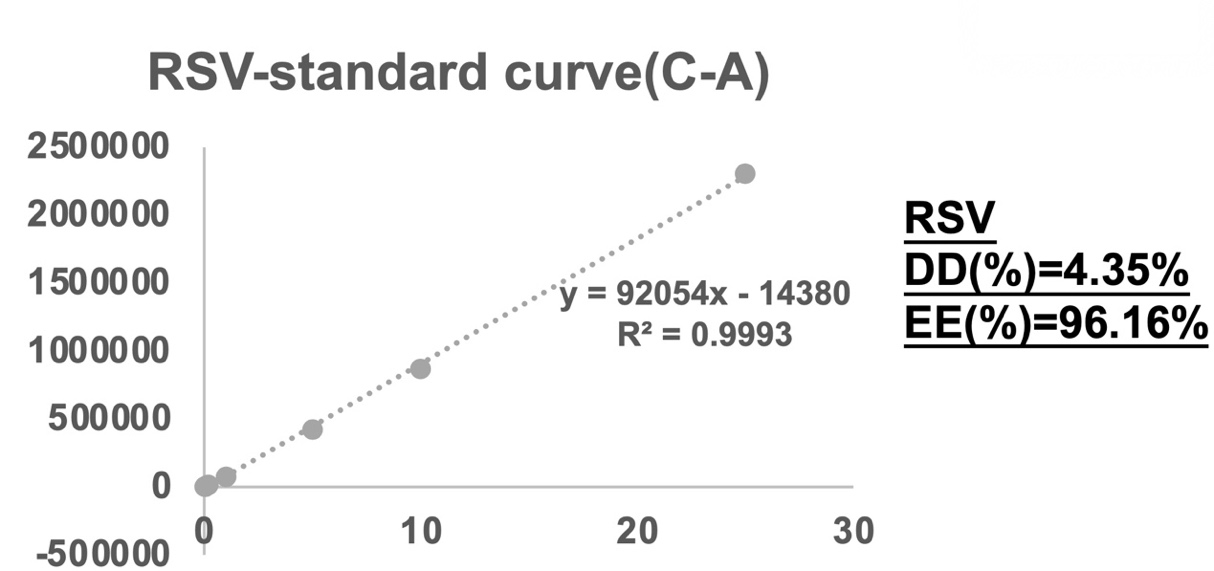 RSV-standard curve(C-A)
2500000
2000000
1500000
1000000
500000
0
-500000
0 10 20 30
y = 92054x - 14380
R² = 0.9993
RSV
DD(%)=4.35%
EE(%)=96.16%